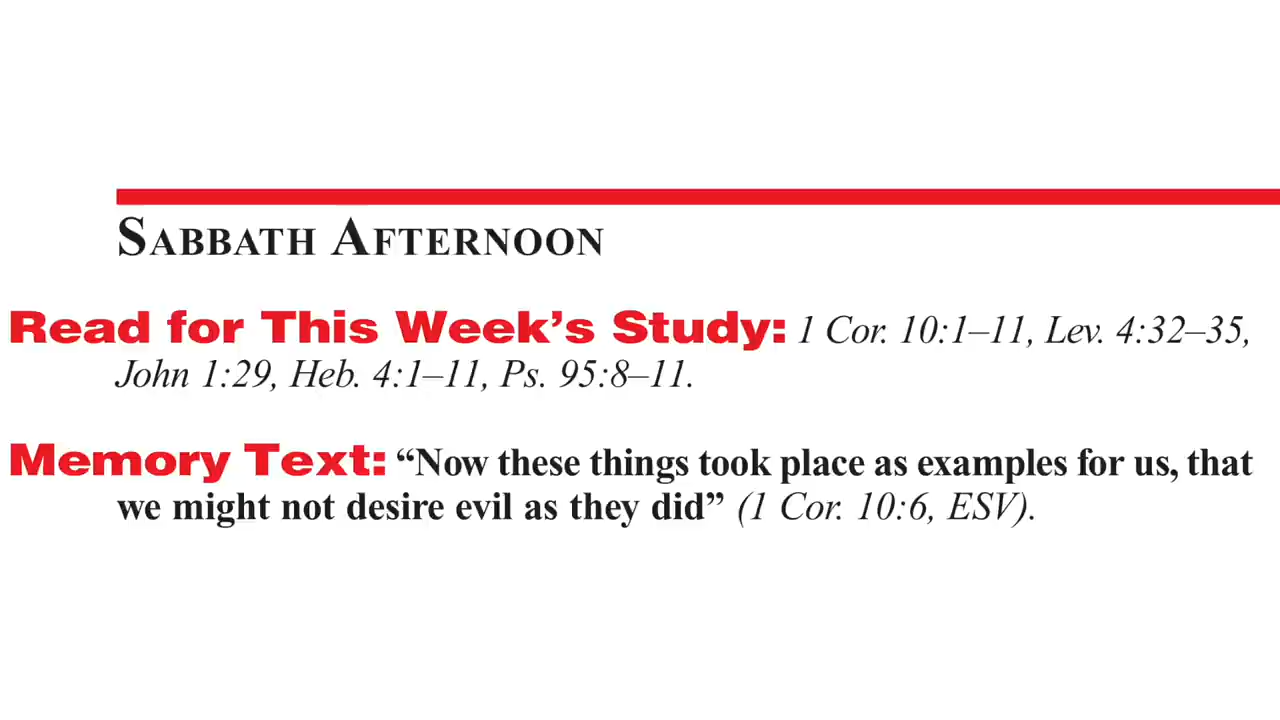 SABBATH AFTERNOON
Read for This Week’s Study: 1 Cor. 10:1–11, Lev. 4:32–35,
John 1:29, Heb. 4:1–11, Ps. 95:8–11.
Memory Text: “Now these things took place as examples for us, that
we might not desire evil as they did” (1 Cor. 10:6, ESV).